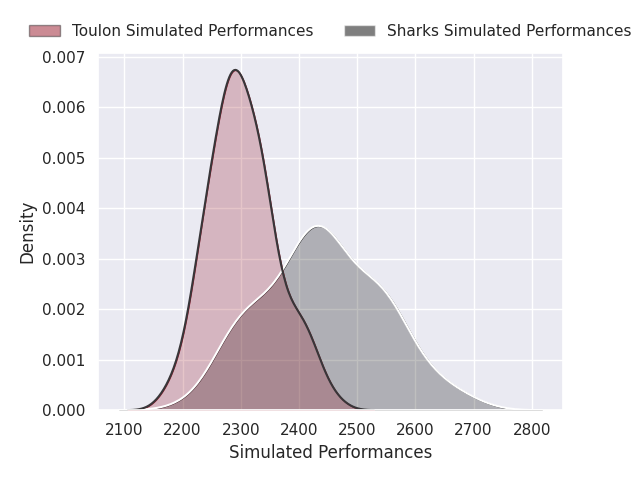 Toulon Simulated Performances Sharks Simulated Performances
0.007
0.006
0.005
0.004
0.003
0.002
0.001
0.000
Density
2100 2200 2300 2400 2500 2600 2700 2800
Simulated Performances